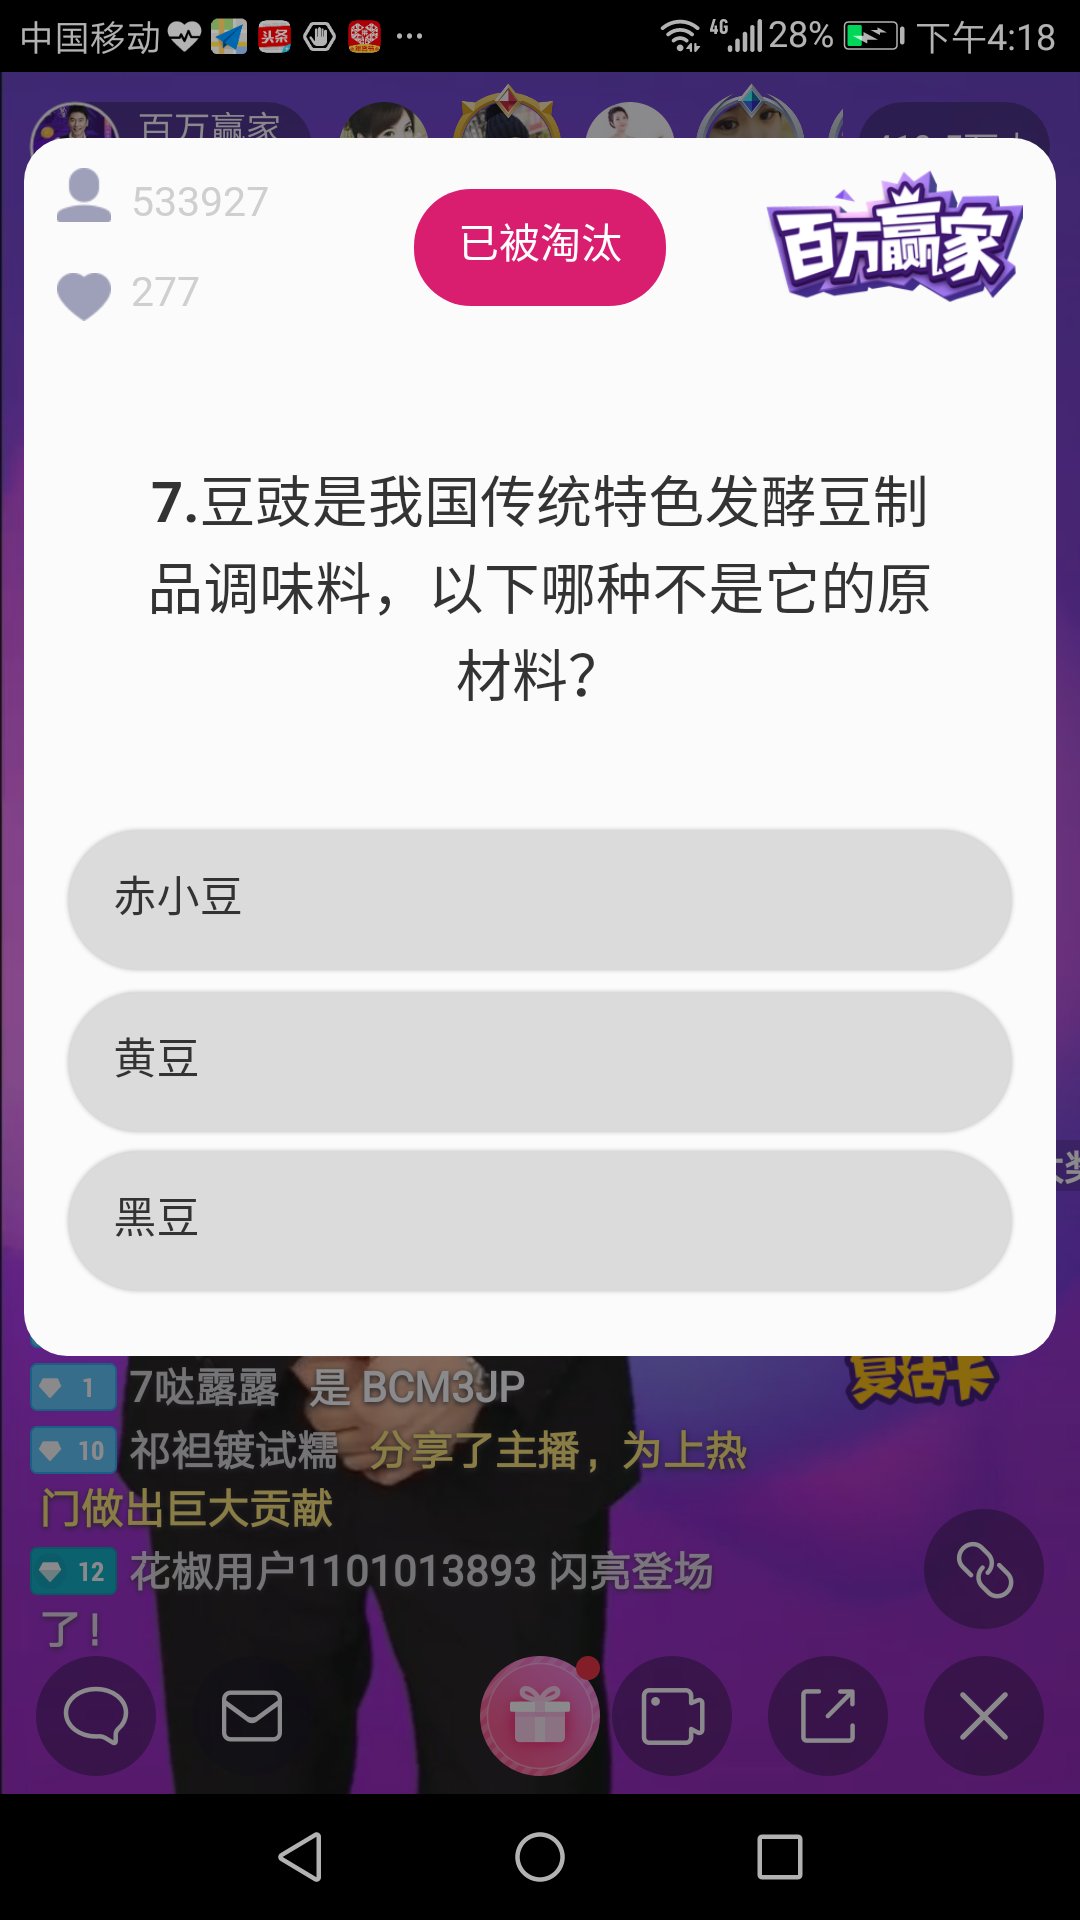 中国移动 头条 4G 28% 下午4:18
百万赢家
533927
已被淘汰
百万赢家
277
7.豆豉是我国传统特色发酵豆制
品调味料，以下哪种不是它的原
材料？
赤小豆
黄豆
黑豆
大奖
复活卡
1 7哒露露 是 BCM3JP
10 祁袒镀试糯 分享了主播，为上热
门做出巨大贡献
12 花椒用户1101013893 闪亮登场
了！